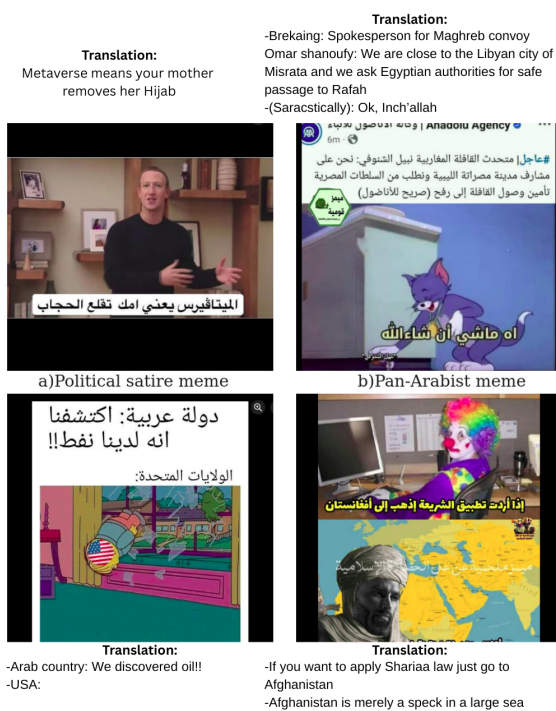 Translation:
Metaverse means your mother
removes her Hijab
Translation:
-Brekaing: Spokesperson for Maghreb convoy
Omar shanoufy: We are close to the Libyan city of
Misrata and we ask Egyptian authorities for safe
passage to Rafah
-(Saracstically): Ok, Inch’allah
الميتاڤيرس يعني امك تقلع الحجاب
a)Political satire meme
وكالة الأناضول للأنباء | Anadolu Agency
6m ·
#عاجل| متحدث القافلة المغاربية نبيل الشنوفي: نحن على
مشارف مدينة مصراتة الليبية ونطلب من السلطات المصرية
تأمين وصول القافلة إلى رفح (صريح للأناضول)
ميمز
قومية
اه ماشي أن شاءالله
b)Pan-Arabist meme
دولة عربية: اكتشفنا
انه لدينا نفط!!
الولايات المتحدة:
إذا أردت تطبيق الشريعة إذهب إلى أفغانستان
Translation:
-Arab country: We discovered oil!!
-USA:
Translation:
-If you want to apply Shariaa law just go to
Afghanistan
-Afghanistan is merely a speck in a large sea